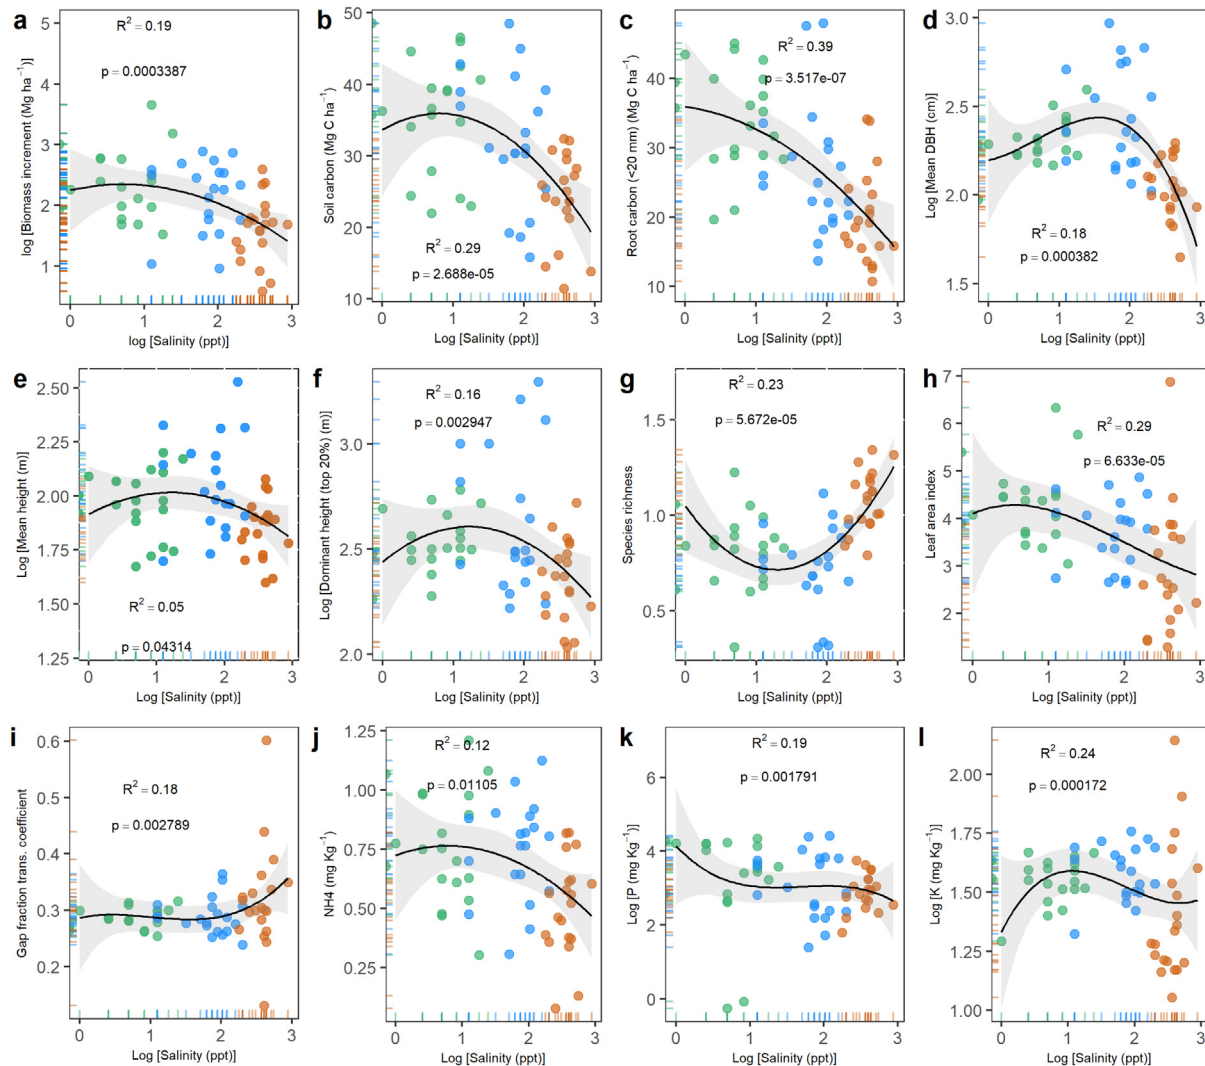 a
R² = 0.19
p = 0.0003387
log [Biomass increment (Mg ha⁻¹)]
5
4
3
2
1
0
1
2
3
log [Salinity (ppt)]
b
R² = 0.29
p = 2.688e-05
Soil carbon (Mg C ha⁻¹)
50
40
30
20
10
0
1
2
3
Log [Salinity (ppt)]
c
R² = 0.39
p = 3.517e-07
Root carbon (<20 mm) (Mg C ha⁻¹)
40
30
20
10
0
1
2
3
Log [Salinity (ppt)]
d
R² = 0.18
p = 0.000382
Log [Mean DBH (cm)]
3.0
2.5
2.0
1.5
0
1
2
3
Log [Salinity (ppt)]
e
R² = 0.05
p = 0.04314
Log [Mean height (m)]
2.50
2.25
2.00
1.75
1.50
1.25
0
1
2
3
Log [Salinity (ppt)]
f
R² = 0.16
p = 0.002947
Log [Dominant height (top 20%) (m)]
3.0
2.5
2.0
0
1
2
3
Log [Salinity (ppt)]
g
R² = 0.23
p = 5.672e-05
Species richness
1.5
1.0
0.5
0
1
2
3
Log [Salinity (ppt)]
h
R² = 0.29
p = 6.633e-05
Leaf area index
7
6
5
4
3
2
1
0
1
2
3
Log [Salinity (ppt)]
i
R² = 0.18
p = 0.002789
Gap fraction trans. coefficient
0.6
0.5
0.4
0.3
0.2
0
1
2
3
Log [Salinity (ppt)]
j
R² = 0.12
p = 0.01105
NH4 (mg Kg⁻¹)
1.25
1.00
0.75
0.50
0.25
0
1
2
3
Log [Salinity (ppt)]
k
R² = 0.19
p = 0.001791
Log [P (mg Kg⁻¹)]
6
4
2
0
0
1
2
3
Log [Salinity (ppt)]
l
R² = 0.24
p = 0.000172
Log [K (mg Kg⁻¹)]
2.00
1.75
1.50
1.25
1.00
0
1
2
3
Log [Salinity (ppt)]